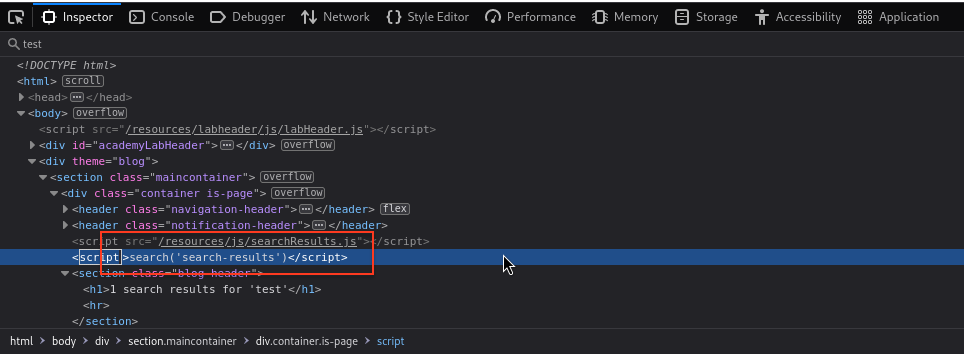 Inspector Console Debugger Network Style Editor Performance Memory Storage Accessibility Application
test
<!DOCTYPE html>
<html> scroll
<head> ••• </head>
<body> overflow
<script src="/resources/labheader/js/labHeader.js"></script>
<div id="academyLabHeader"> ••• </div> overflow
<div theme="blog">
<section class="maincontainer"> overflow
<div class="container is-page"> overflow
<header class="navigation-header"> ••• </header> flex
<header class="notification-header"> ••• </header>
<script src="/resources/js/searchResults.js"></script>
<script>search('search-results')</script>
<section class="blog-header">
<h1>1 search results for 'test'</h1>
<hr>
</section>
html > body > div > section.maincontainer > div.container.is-page > script